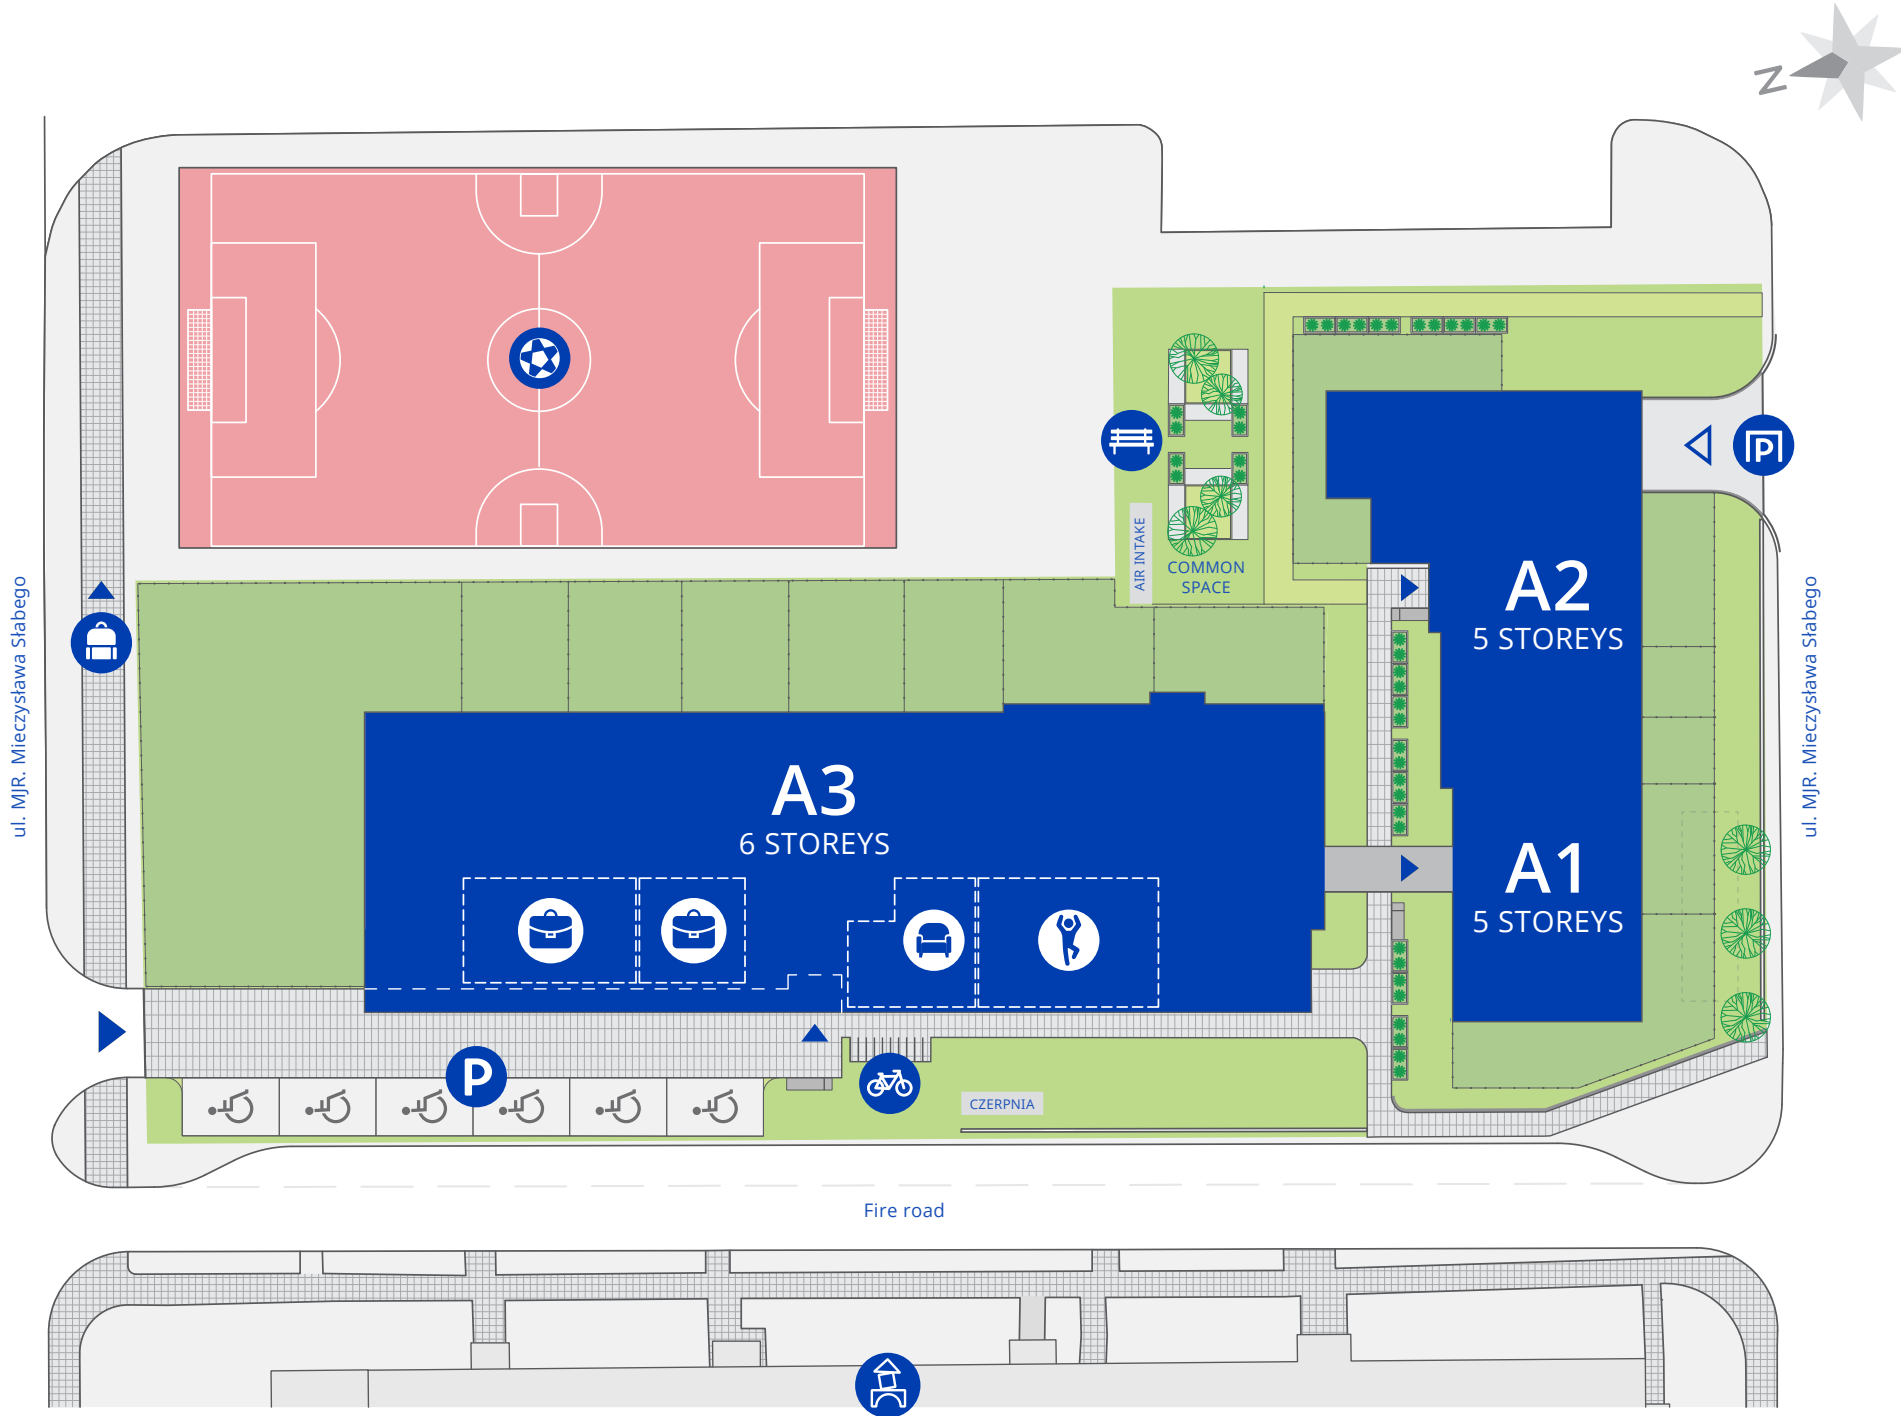 N
P
AIR INTAKE
COMMON
SPACE
A2
5 STOREYS
ul. MJR. Mieczysława Słabego
ul. MJR. Mieczysława Słabego
A3
6 STOREYS
A1
5 STOREYS
P
CZERPNIA
Fire road